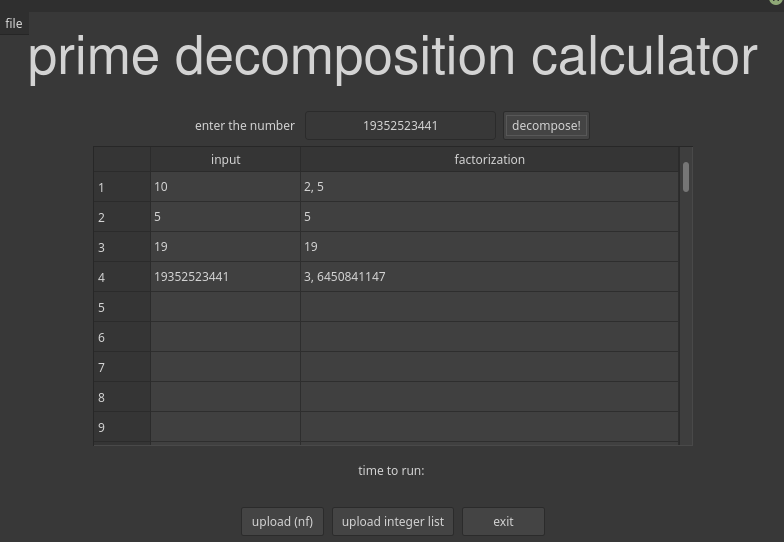 file
prime decomposition calculator
enter the number 19352523441 decompose!
input factorization
1 10 2, 5
2 5 5
3 19 19
4 19352523441 3, 6450841147
5
6
7
8
9
time to run:
upload (nf) upload integer list exit